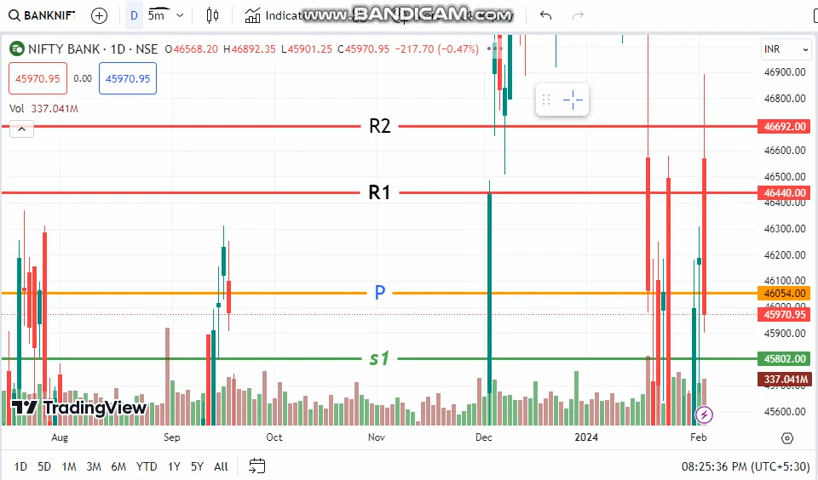 BANKNIFT D 5m Indicat
www.BANDICAM.com
NIFTY BANK · 1D · NSE O46568.20 H46892.35 L45901.25 C45970.95 −217.70 (−0.47%) INR
45970.95 0.00 45970.95
Vol 337.041M
46900.00
46800.00
R2 46692.00
46600.00
46500.00
R1 46440.00
46400.00
46300.00
46200.00
46100.00
P 46054.00
45970.95
45900.00
s1 45802.00
337.041M
45600.00
TradingView
Aug Sep Oct Nov Dec 2024 Feb
1D 5D 1M 3M 6M YTD 1Y 5Y All 08:25:36 PM (UTC+5:30)